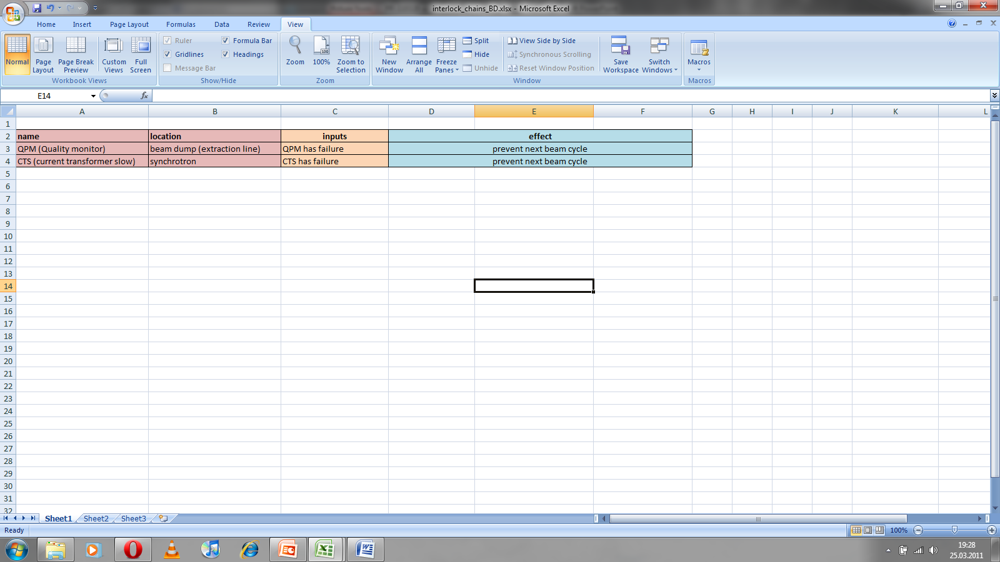 interlock_chains_BD.xlsx - Microsoft Excel
Home Insert Page Layout Formulas Data Review View
Normal Page Layout Page Break Preview Custom Views Full Screen
Workbook Views
Ruler Formula Bar
Gridlines Headings
Message Bar
Show/Hide
Zoom 100% Zoom to Selection
Zoom
New Window Arrange All Freeze Panes
Split
Hide
Unhide
View Side by Side
Synchronous Scrolling
Reset Window Position
Save Workspace Switch Windows
Window
Macros
Macros
E14 fx
A B C D E F G H I J K L
1
2 name location inputs effect
3 QPM (Quality monitor) beam dump (extraction line) QPM has failure prevent next beam cycle
4 CTS (current transformer slow) synchrotron CTS has failure prevent next beam cycle
5
6
7
8
9
10
11
12
13
14
15
16
17
18
19
20
21
22
23
24
25
26
27
28
29
30
31
32
Sheet1 Sheet2 Sheet3
Ready 100%
19:28
25.03.2011